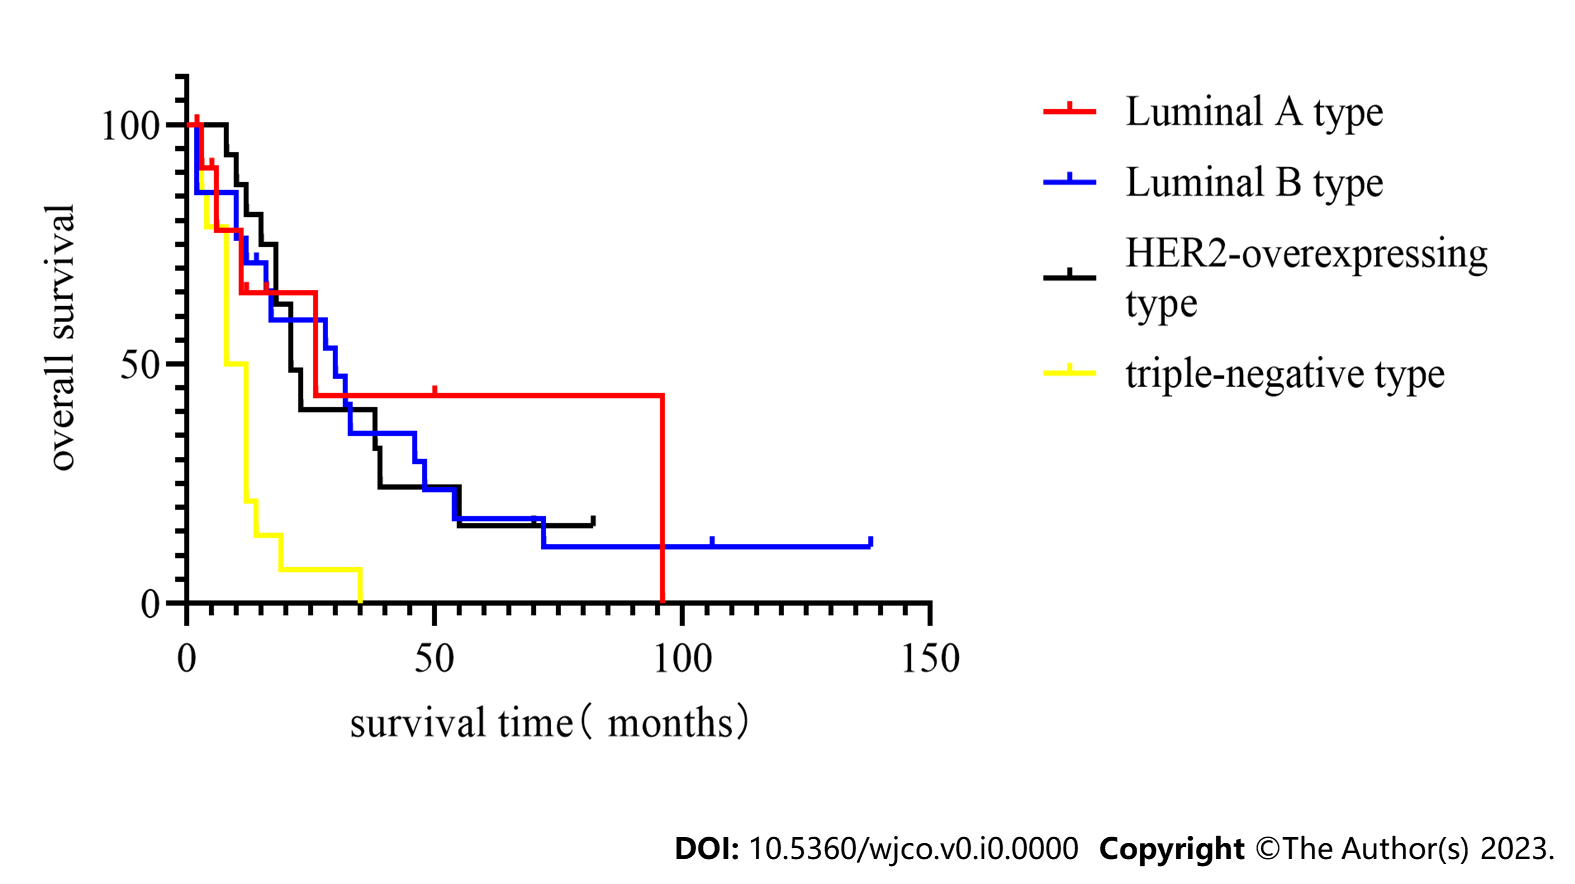 100
50
0
0 50 100 150
overall survival
survival time( months)
Luminal A type
Luminal B type
HER2-overexpressing
type
triple-negative type
DOI: 10.5360/wjco.v0.i0.0000 Copyright ©The Author(s) 2023.